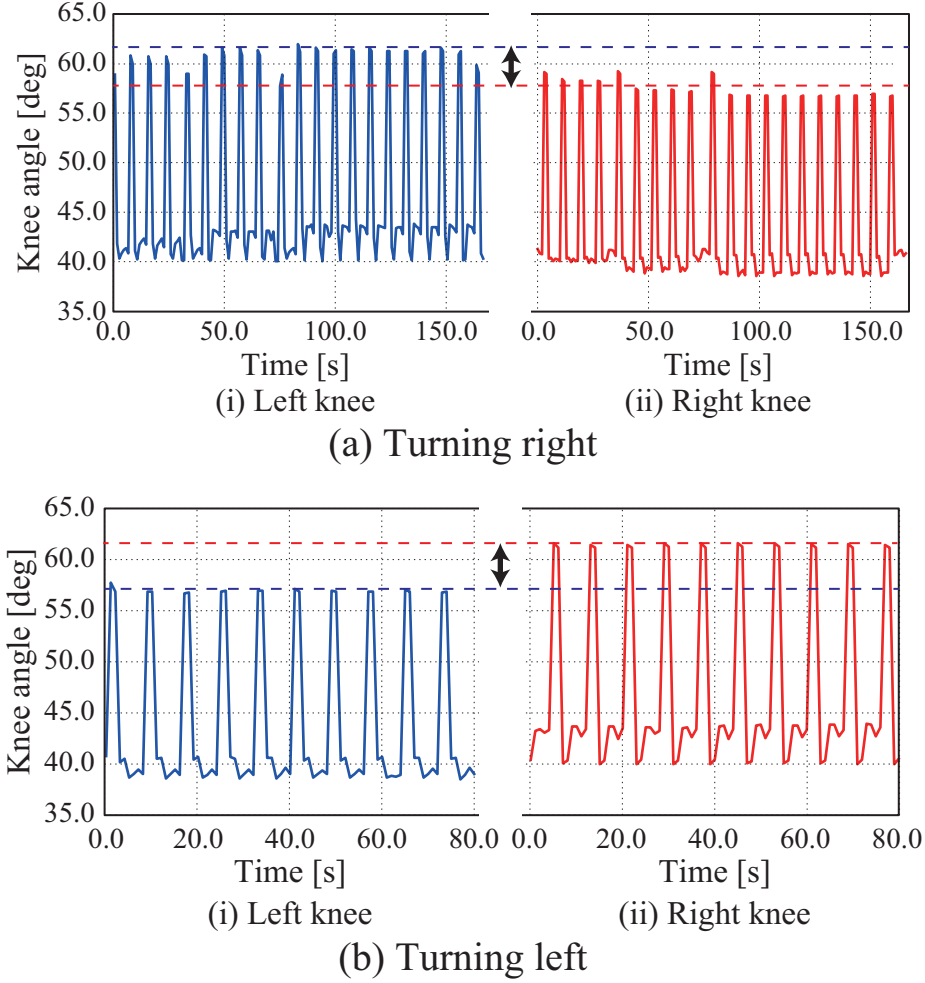 Knee angle [deg]
65.0
60.0
55.0
50.0
45.0
40.0
35.0
0.0 50.0 100.0 150.0
Time [s]
(i) Left knee
0.0 50.0 100.0 150.0
Time [s]
(ii) Right knee
(a) Turning right
Knee angle [deg]
65.0
60.0
55.0
50.0
45.0
40.0
35.0
0.0 20.0 40.0 60.0 80.0
Time [s]
(i) Left knee
0.0 20.0 40.0 60.0 80.0
Time [s]
(ii) Right knee
(b) Turning left